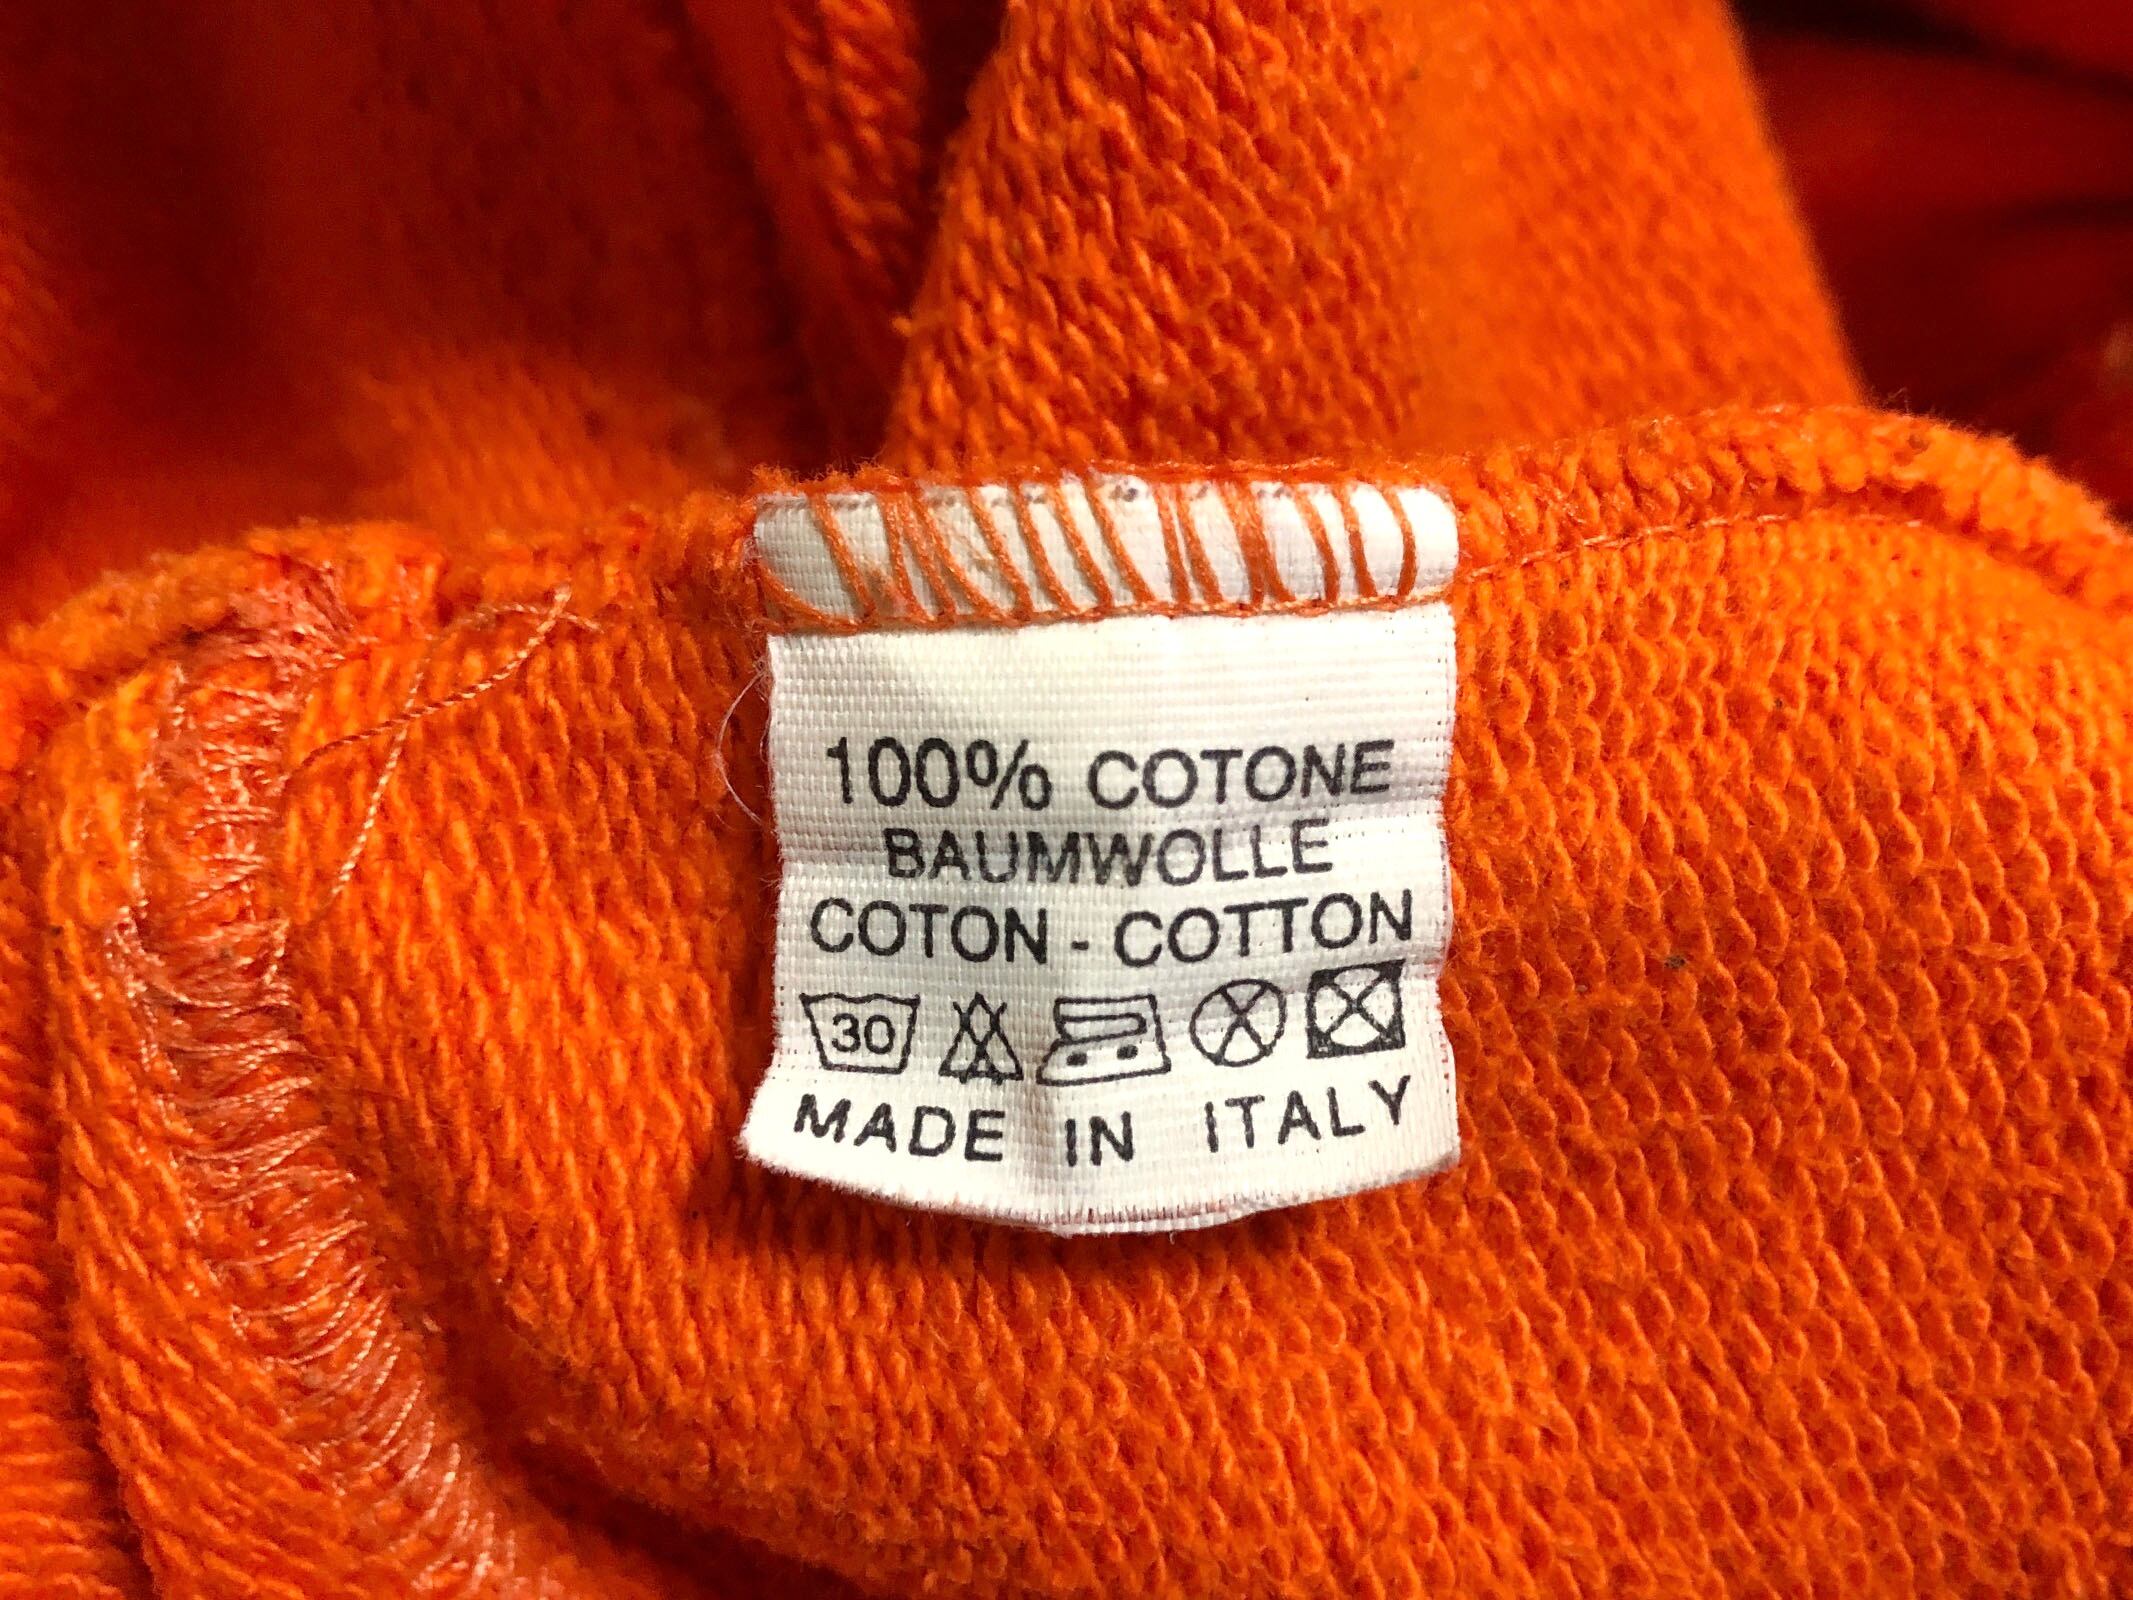 100% COTONE
BAUMWOLLE
COTON - COTTON
30
MADE IN ITALY